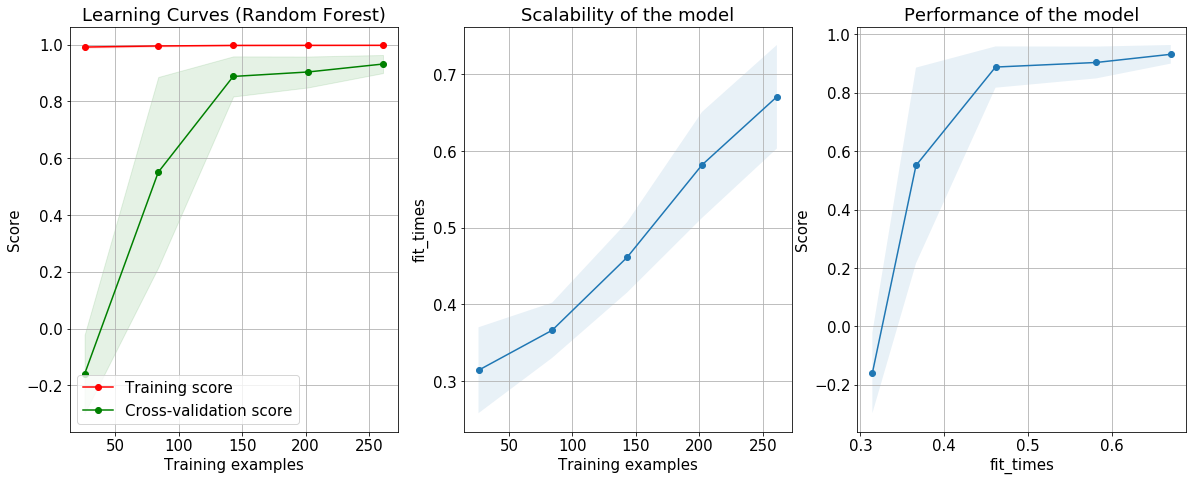 Learning Curves (Random Forest)
1.0
0.8
0.6
0.4
0.2
0.0
−0.2
Score
Training score
Cross-validation score
50 100 150 200 250
Training examples
Scalability of the model
0.7
0.6
0.5
0.4
0.3
fit_times
50 100 150 200 250
Training examples
Performance of the model
1.0
0.8
0.6
0.4
0.2
0.0
−0.2
Score
0.3 0.4 0.5 0.6
fit_times